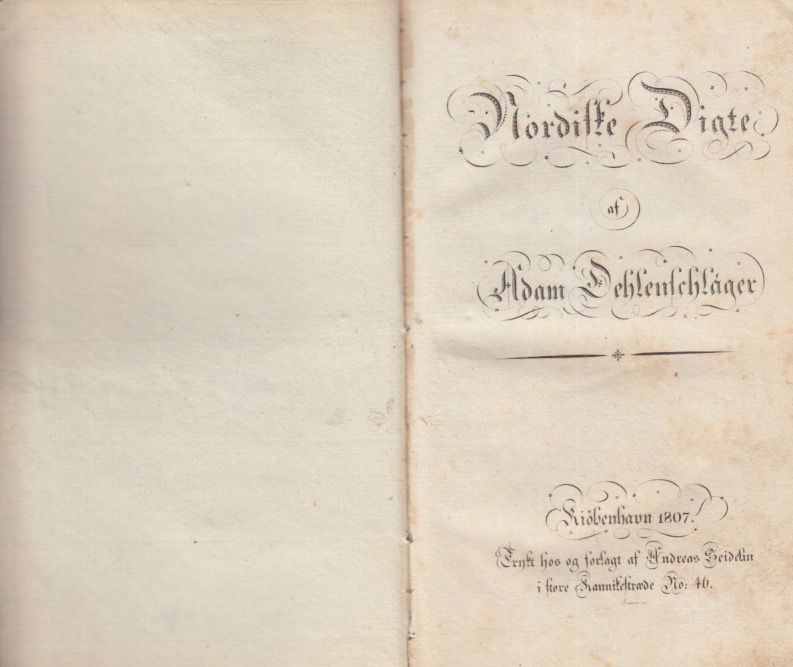 Nordiske Digte
af
Adam Oehlenschläger
Kiöbenhavn 1807.
Trykt hos og forlagt af Andreas Seidelin
i store Kannikestræde No: 46.